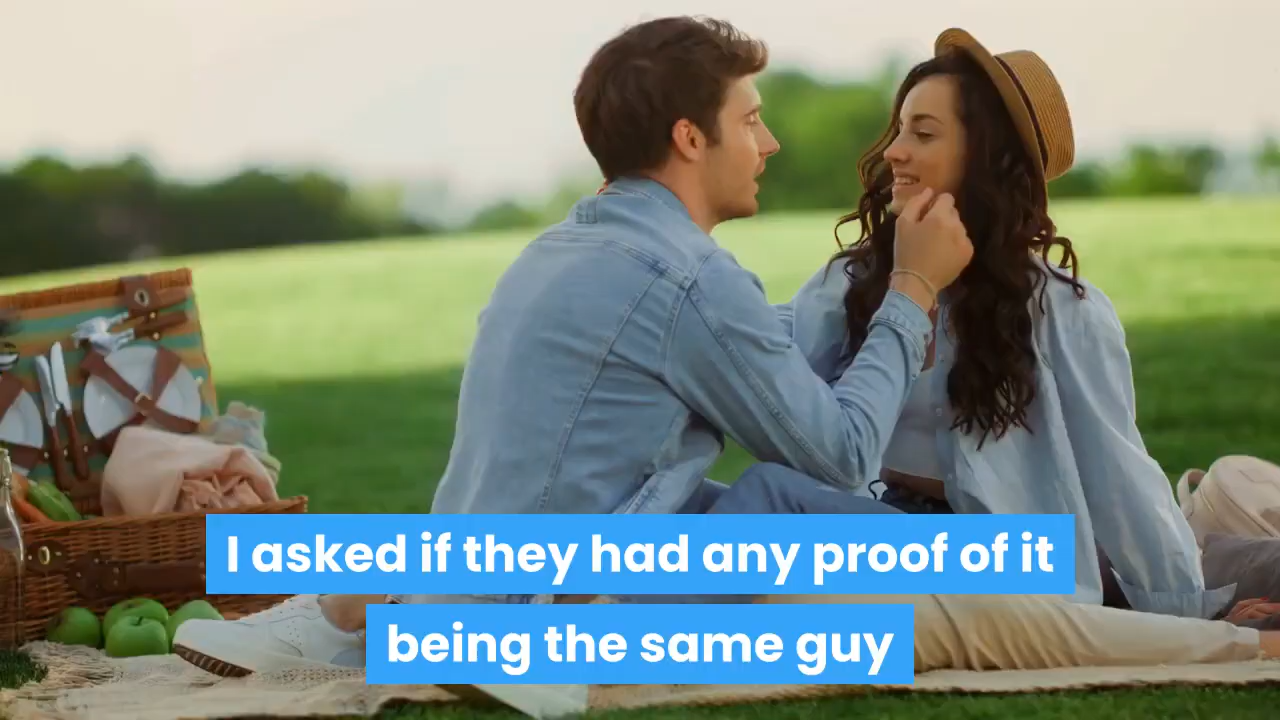 I asked if they had any proof of it
being the same guy